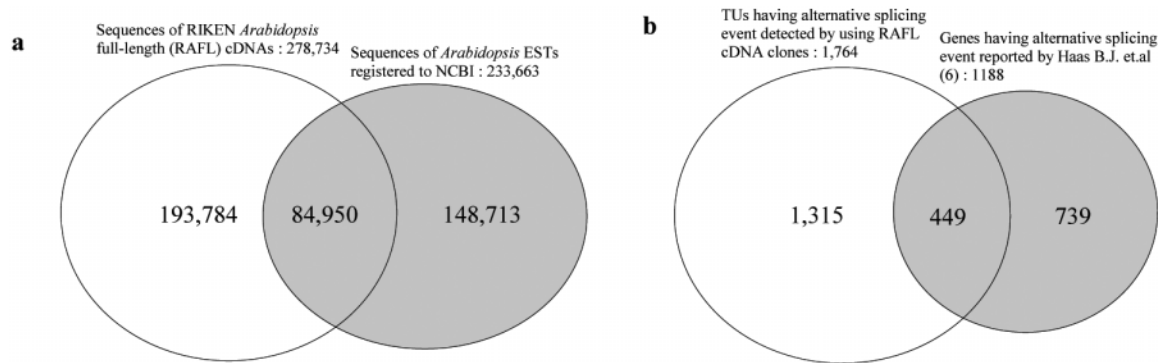 a
Sequences of RIKEN Arabidopsis
full-length (RAFL) cDNAs : 278,734
Sequences of Arabidopsis ESTs
registered to NCBI : 233,663
193,784
84,950
148,713
b
TUs having alternative splicing
event detected by using RAFL
cDNA clones : 1,764
Genes having alternative splicing
event reported by Haas B.J. et.al
(6) : 1188
1,315
449
739